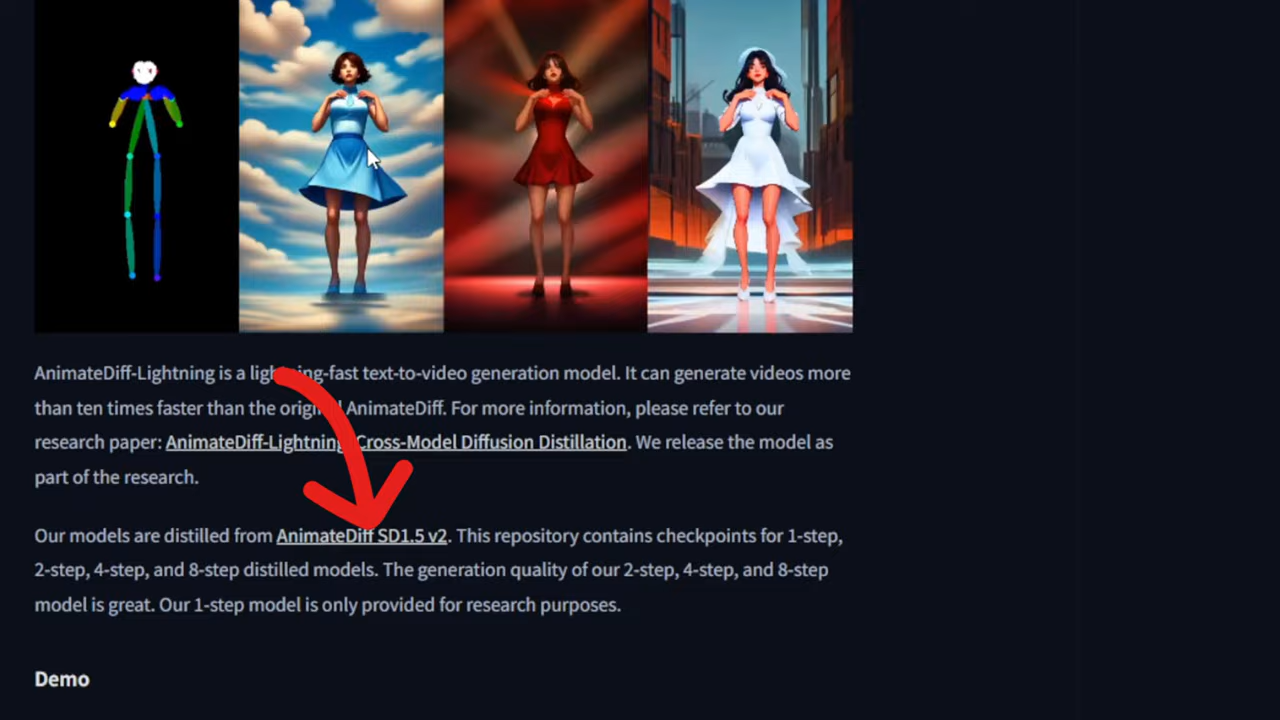 AnimateDiff-Lightning is a lightning-fast text-to-video generation model. It can generate videos more
than ten times faster than the original AnimateDiff. For more information, please refer to our
research paper: AnimateDiff-Lightning: Cross-Model Diffusion Distillation. We release the model as
part of the research.
Our models are distilled from AnimateDiff SD1.5 v2. This repository contains checkpoints for 1-step,
2-step, 4-step, and 8-step distilled models. The generation quality of our 2-step, 4-step, and 8-step
model is great. Our 1-step model is only provided for research purposes.
Demo